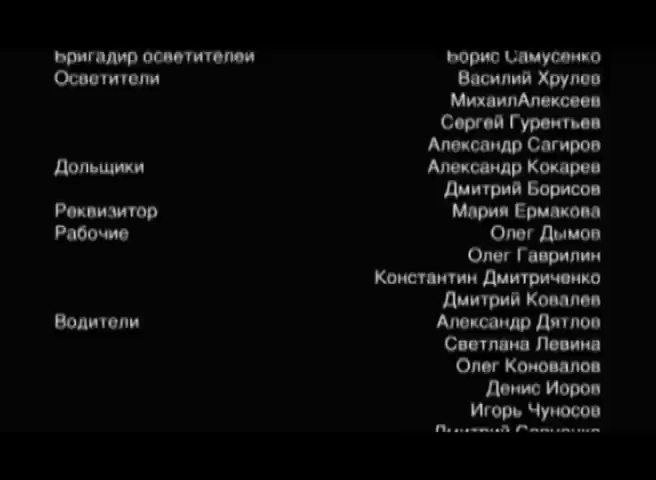 Бригадир осветителей Борис Самусенко
Осветители Василий Хрулев
МихаилАлексеев
Сергей Гурентьев
Александр Сагиров
Дольщики Александр Кокарев
Дмитрий Борисов
Реквизитор Мария Ермакова
Рабочие Олег Дымов
Олег Гаврилин
Константин Дмитриченко
Дмитрий Ковалев
Водители Александр Дятлов
Светлана Левина
Олег Коновалов
Денис Иоров
Игорь Чуносов
Дмитрий